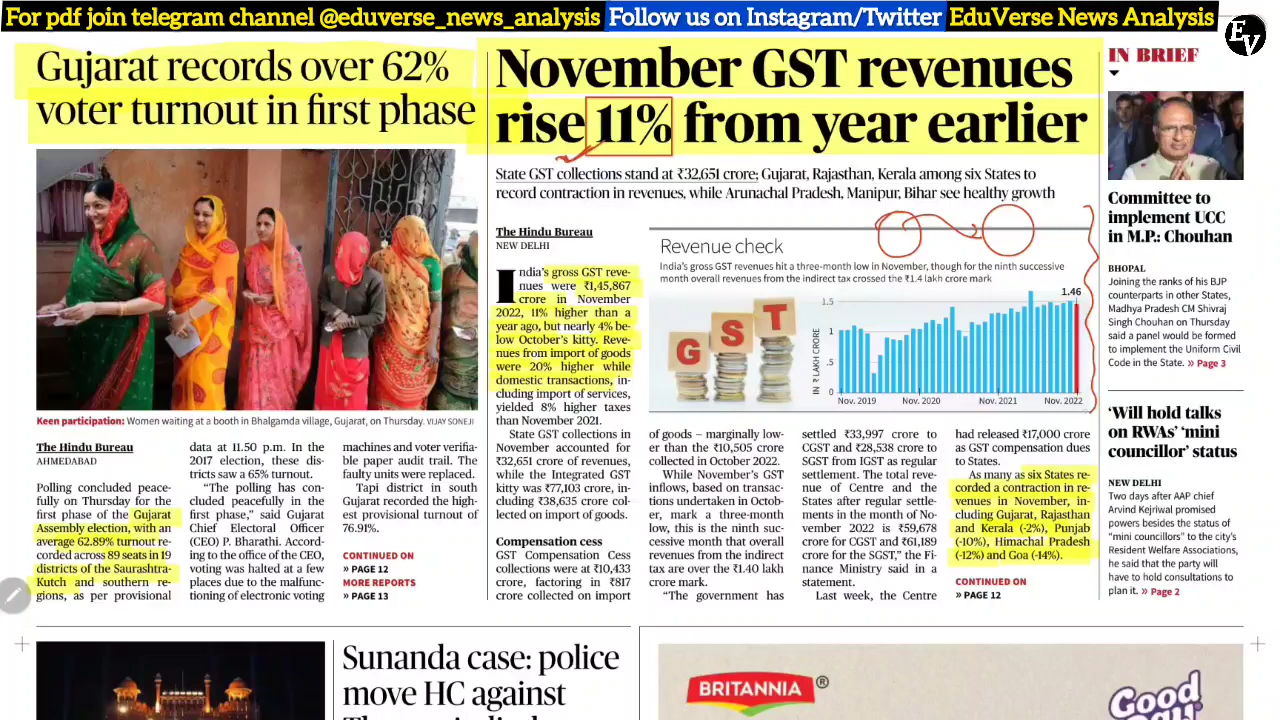 For pdf join telegram channel @eduverse_news_analysis Follow us on Instagram/Twitter EduVerse News Analysis
EV
Gujarat records over 62%
voter turnout in first phase
Keen participation: Women waiting at a booth in Bhalgamda village, Gujarat, on Thursday. VIJAY SONEJI
The Hindu Bureau
AHMEDABAD
Polling concluded peace-
fully on Thursday for the
first phase of the Gujarat
Assembly election, with an
average 62.89% turnout re-
corded across 89 seats in 19
districts of the Saurashtra-
Kutch and southern re-
gions, as per provisional
data at 11.50 p.m. In the
2017 election, these dis-
tricts saw a 65% turnout.
"The polling has con-
cluded peacefully in the
first phase," said Gujarat
Chief Electoral Officer
(CEO) P. Bharathi. Accord-
ing to the office of the CEO,
voting was halted at a few
places due to the malfunc-
tioning of electronic voting
machines and voter verifia-
ble paper audit trail. The
faulty units were replaced.
Tapi district in south
Gujarat recorded the high-
est provisional turnout of
76.91%.
CONTINUED ON
» PAGE 12
MORE REPORTS
» PAGE 13
November GST revenues
rise 11% from year earlier
State GST collections stand at ₹32,651 crore; Gujarat, Rajasthan, Kerala among six States to
record contraction in revenues, while Arunachal Pradesh, Manipur, Bihar see healthy growth
The Hindu Bureau
NEW DELHI
India's gross GST reve-
nues were ₹1,45,867
crore in November
2022, 11% higher than a
year ago, but nearly 4% be-
low October's kitty. Reve-
nues from import of goods
were 20% higher while
domestic transactions, in-
cluding import of services,
yielded 8% higher taxes
than November 2021.
State GST collections in
November accounted for
₹32,651 crore of revenues,
while the Integrated GST
kitty was ₹77,103 crore, in-
cluding ₹38,635 crore col-
lected on import of goods.
Compensation cess
GST Compensation Cess
collections were at ₹10,433
crore, factoring in ₹817
crore collected on import
Revenue check
India's gross GST revenues hit a three-month low in November, though for the ninth successive
month overall revenues from the indirect tax crossed the ₹1.4 lakh crore mark
G S T
IN ₹ LAKH CRORE
1.5
1
.5
0
1.46
Nov. 2019
Nov. 2020
Nov. 2021
Nov. 2022
of goods – marginally low-
er than the ₹10,505 crore
collected in October 2022.
While November's GST
inflows, based on transac-
tions undertaken in Octob-
er, mark a three-month
low, this is the ninth suc-
cessive month that overall
revenues from the indirect
tax are over the ₹1.40 lakh
crore mark.
"The government has
settled ₹33,997 crore to
CGST and ₹28,538 crore to
SGST from IGST as regular
settlement. The total reve-
nue of Centre and the
States after regular settle-
ments in the month of No-
vember 2022 is ₹59,678
crore for CGST and ₹61,189
crore for the SGST," the Fi-
nance Ministry said in a
statement.
Last week, the Centre
had released ₹17,000 crore
as GST compensation dues
to States.
As many as six States re-
corded a contraction in re-
venues in November, in-
cluding Gujarat, Rajasthan
and Kerala (-2%), Punjab
(-10%), Himachal Pradesh
(-12%) and Goa (-14%).
CONTINUED ON
» PAGE 12
IN BRIEF
Committee to
implement UCC
in M.P.: Chouhan
BHOPAL
Joining the ranks of his BJP
counterparts in other States,
Madhya Pradesh CM Shivraj
Singh Chouhan on Thursday
said a panel would be formed
to implement the Uniform Civil
Code in the State. » Page 3
'Will hold talks
on RWAs' 'mini
councillor' status
NEW DELHI
Two days after AAP chief
Arvind Kejriwal promised
powers besides the status of
"mini councillors" to the city's
Resident Welfare Associations,
he said that the party will
have to hold consultations to
plan it. » Page 2
Sunanda case: police
move HC against
BRITANNIA ®
Good